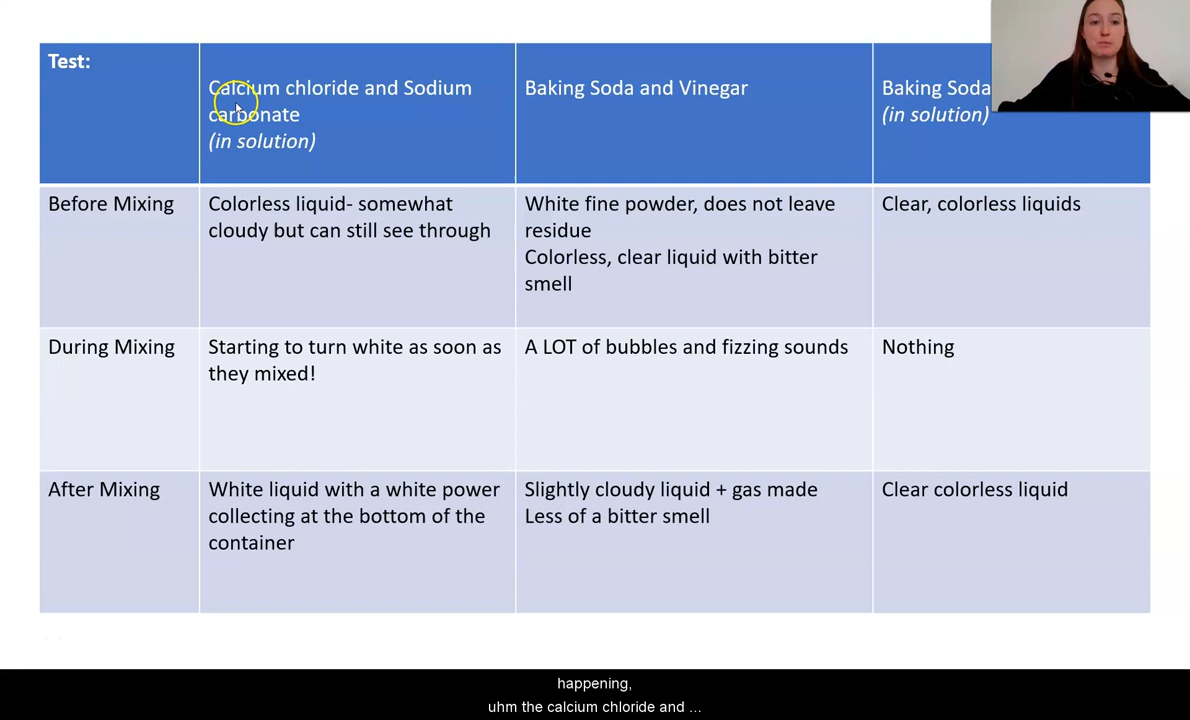 Test:
Calcium chloride and Sodium
carbonate
(in solution)
Baking Soda and Vinegar
Baking Soda
(in solution)
Before Mixing
Colorless liquid- somewhat
cloudy but can still see through
White fine powder, does not leave
residue
Colorless, clear liquid with bitter
smell
Clear, colorless liquids
During Mixing
Starting to turn white as soon as
they mixed!
A LOT of bubbles and fizzing sounds
Nothing
After Mixing
White liquid with a white power
collecting at the bottom of the
container
Slightly cloudy liquid + gas made
Less of a bitter smell
Clear colorless liquid
happening,
uhm the calcium chloride and ...